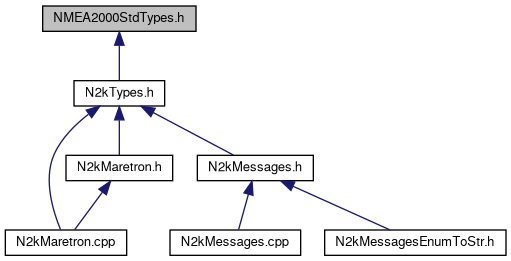 NMEA2000StdTypes.h
N2kTypes.h
N2kMaretron.h
N2kMessages.h
N2kMaretron.cpp
N2kMessages.cpp
N2kMessagesEnumToStr.h